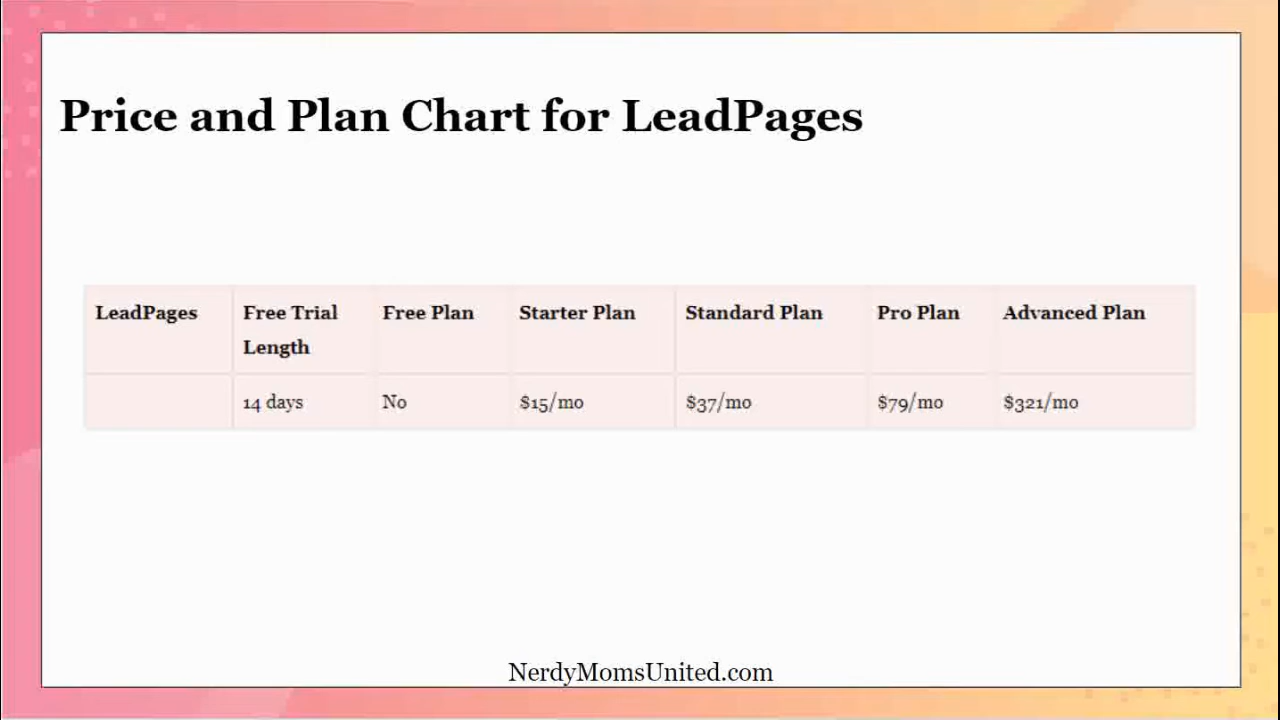 Price and Plan Chart for LeadPages
LeadPages Free Trial Length Free Plan Starter Plan Standard Plan Pro Plan Advanced Plan
14 days No $15/mo $37/mo $79/mo $321/mo
NerdyMomsUnited.com